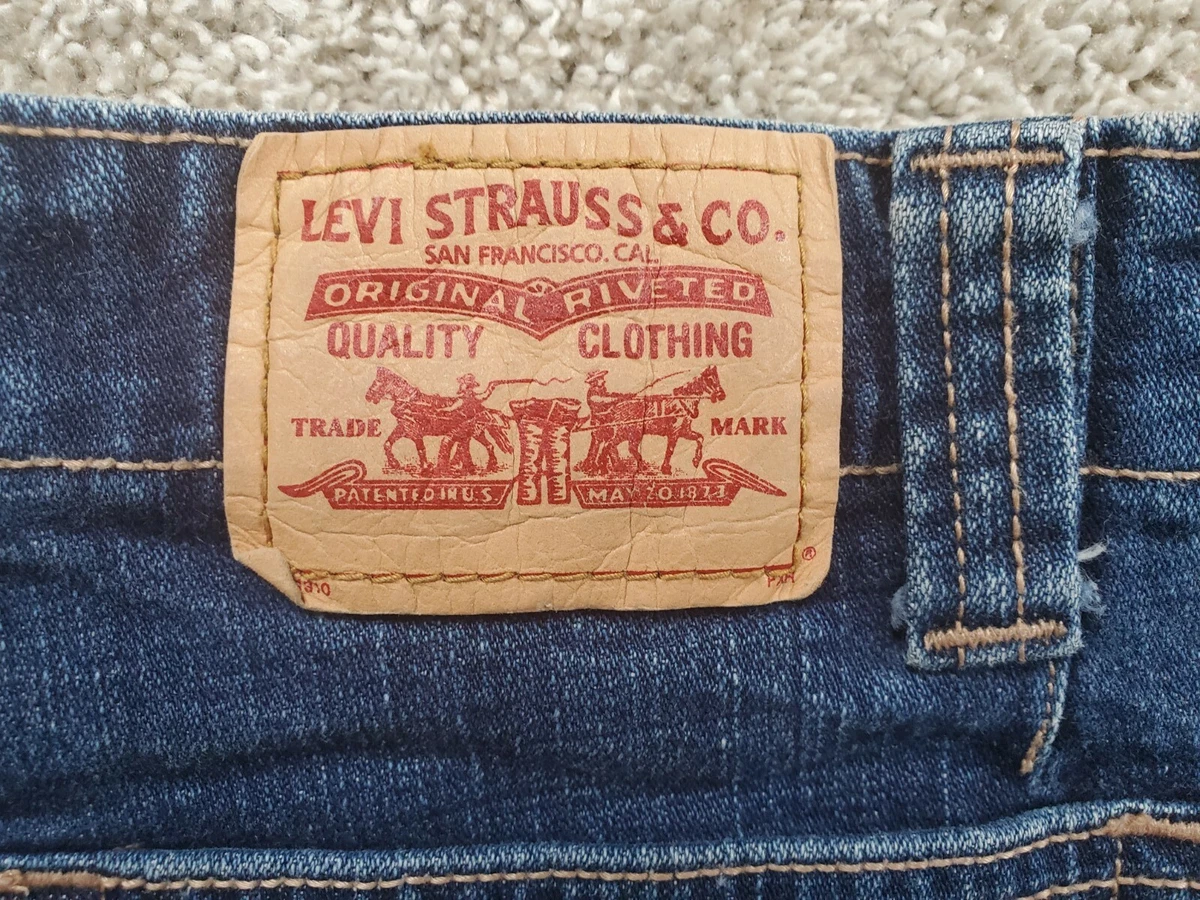 LEVI STRAUSS & CO.
SAN FRANCISCO. CAL.
ORIGINAL RIVETED
QUALITY CLOTHING
TRADE MARK
PATENTED IN U.S. MAY 20 1873
®